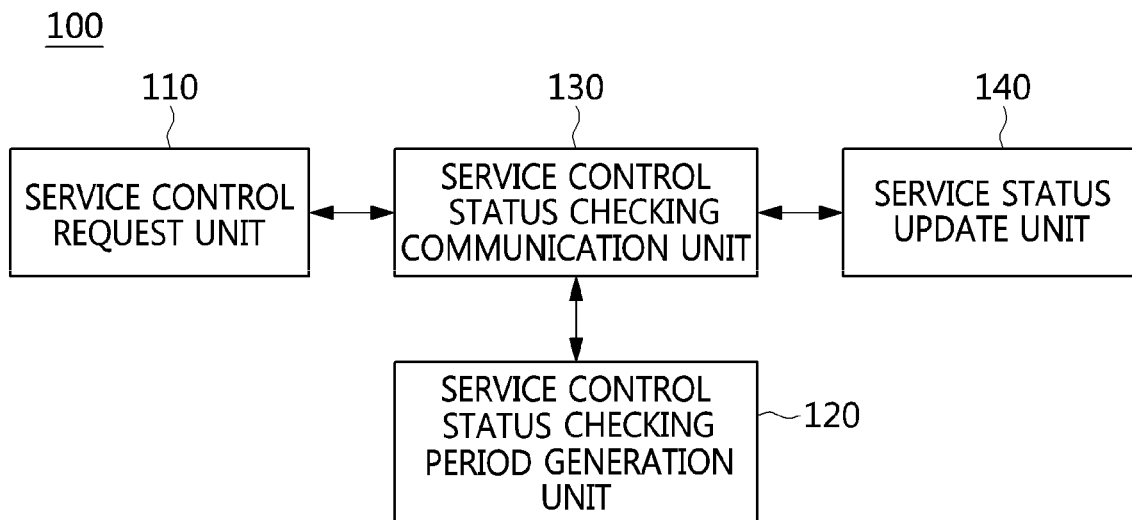 100
110
130
140
SERVICE CONTROL
REQUEST UNIT
SERVICE CONTROL
STATUS CHECKING
COMMUNICATION UNIT
SERVICE STATUS
UPDATE UNIT
SERVICE CONTROL
STATUS CHECKING
PERIOD GENERATION
UNIT
120